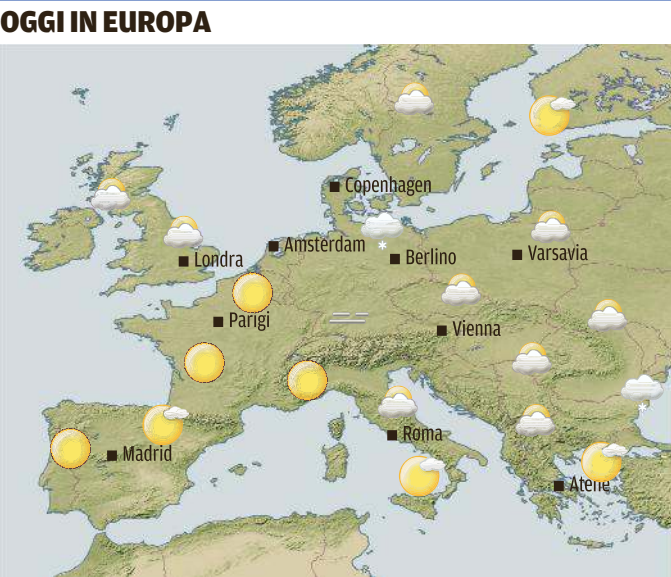 OGGI IN EUROPA
Copenhagen
Amsterdam
Londra
Berlino
Varsavia
Parigi
Vienna
Roma
Madrid
Atene